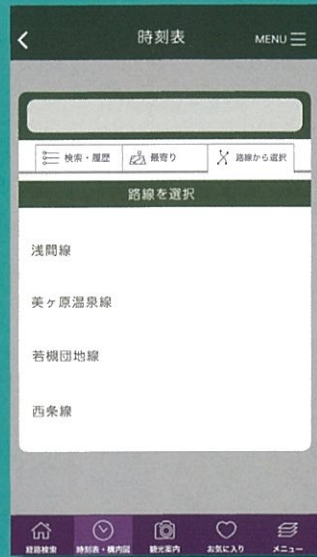 時刻表 MENU
検索・履歴 最寄り 路線から選択
路線を選択
浅間線
美ヶ原温泉線
若槻団地線
西条線
経路検索 時刻表・構内図 観光案内 お気に入り メニュー